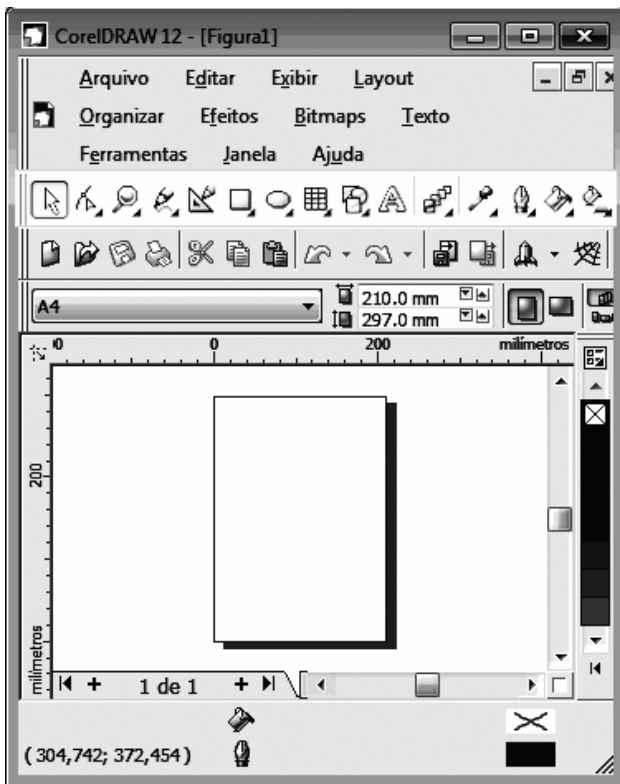 CorelDRAW 12 - [Figura1]
Arquivo Editar Exibir Layout
Organizar Efeitos Bitmaps Texto
Ferramentas Janela Ajuda
A4
210.0 mm
297.0 mm
0 0 200 milímetros
200
milímetros
1 de 1
( 304,742; 372,454 )